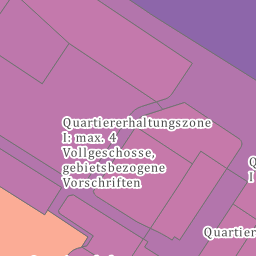 Quartiererhaltungszone
I: max. 4
Vollgeschosse,
gebietsbezogene
Vorschriften
Q
I
Quartier